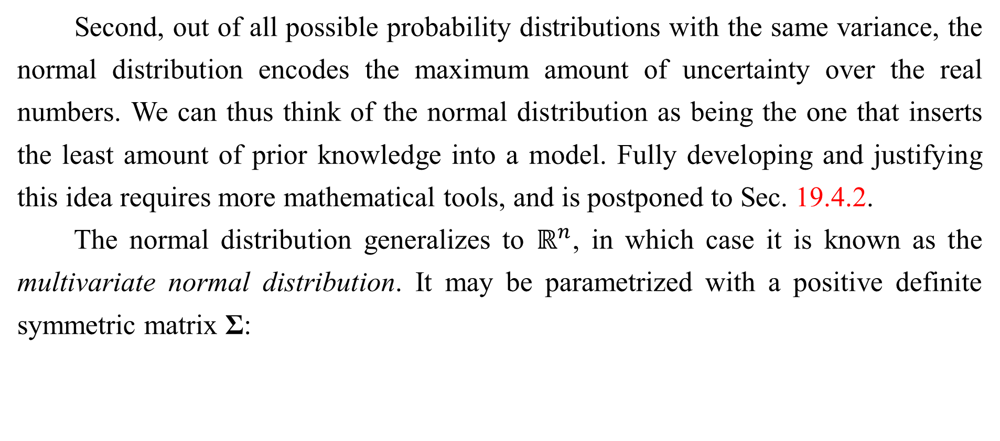 Second, out of all possible probability distributions with the same variance, the
normal distribution encodes the maximum amount of uncertainty over the real
numbers. We can thus think of the normal distribution as being the one that inserts
the least amount of prior knowledge into a model. Fully developing and justifying
this idea requires more mathematical tools, and is postponed to Sec. 19.4.2.
The normal distribution generalizes to ℝⁿ, in which case it is known as the
multivariate normal distribution. It may be parametrized with a positive definite
symmetric matrix Σ: